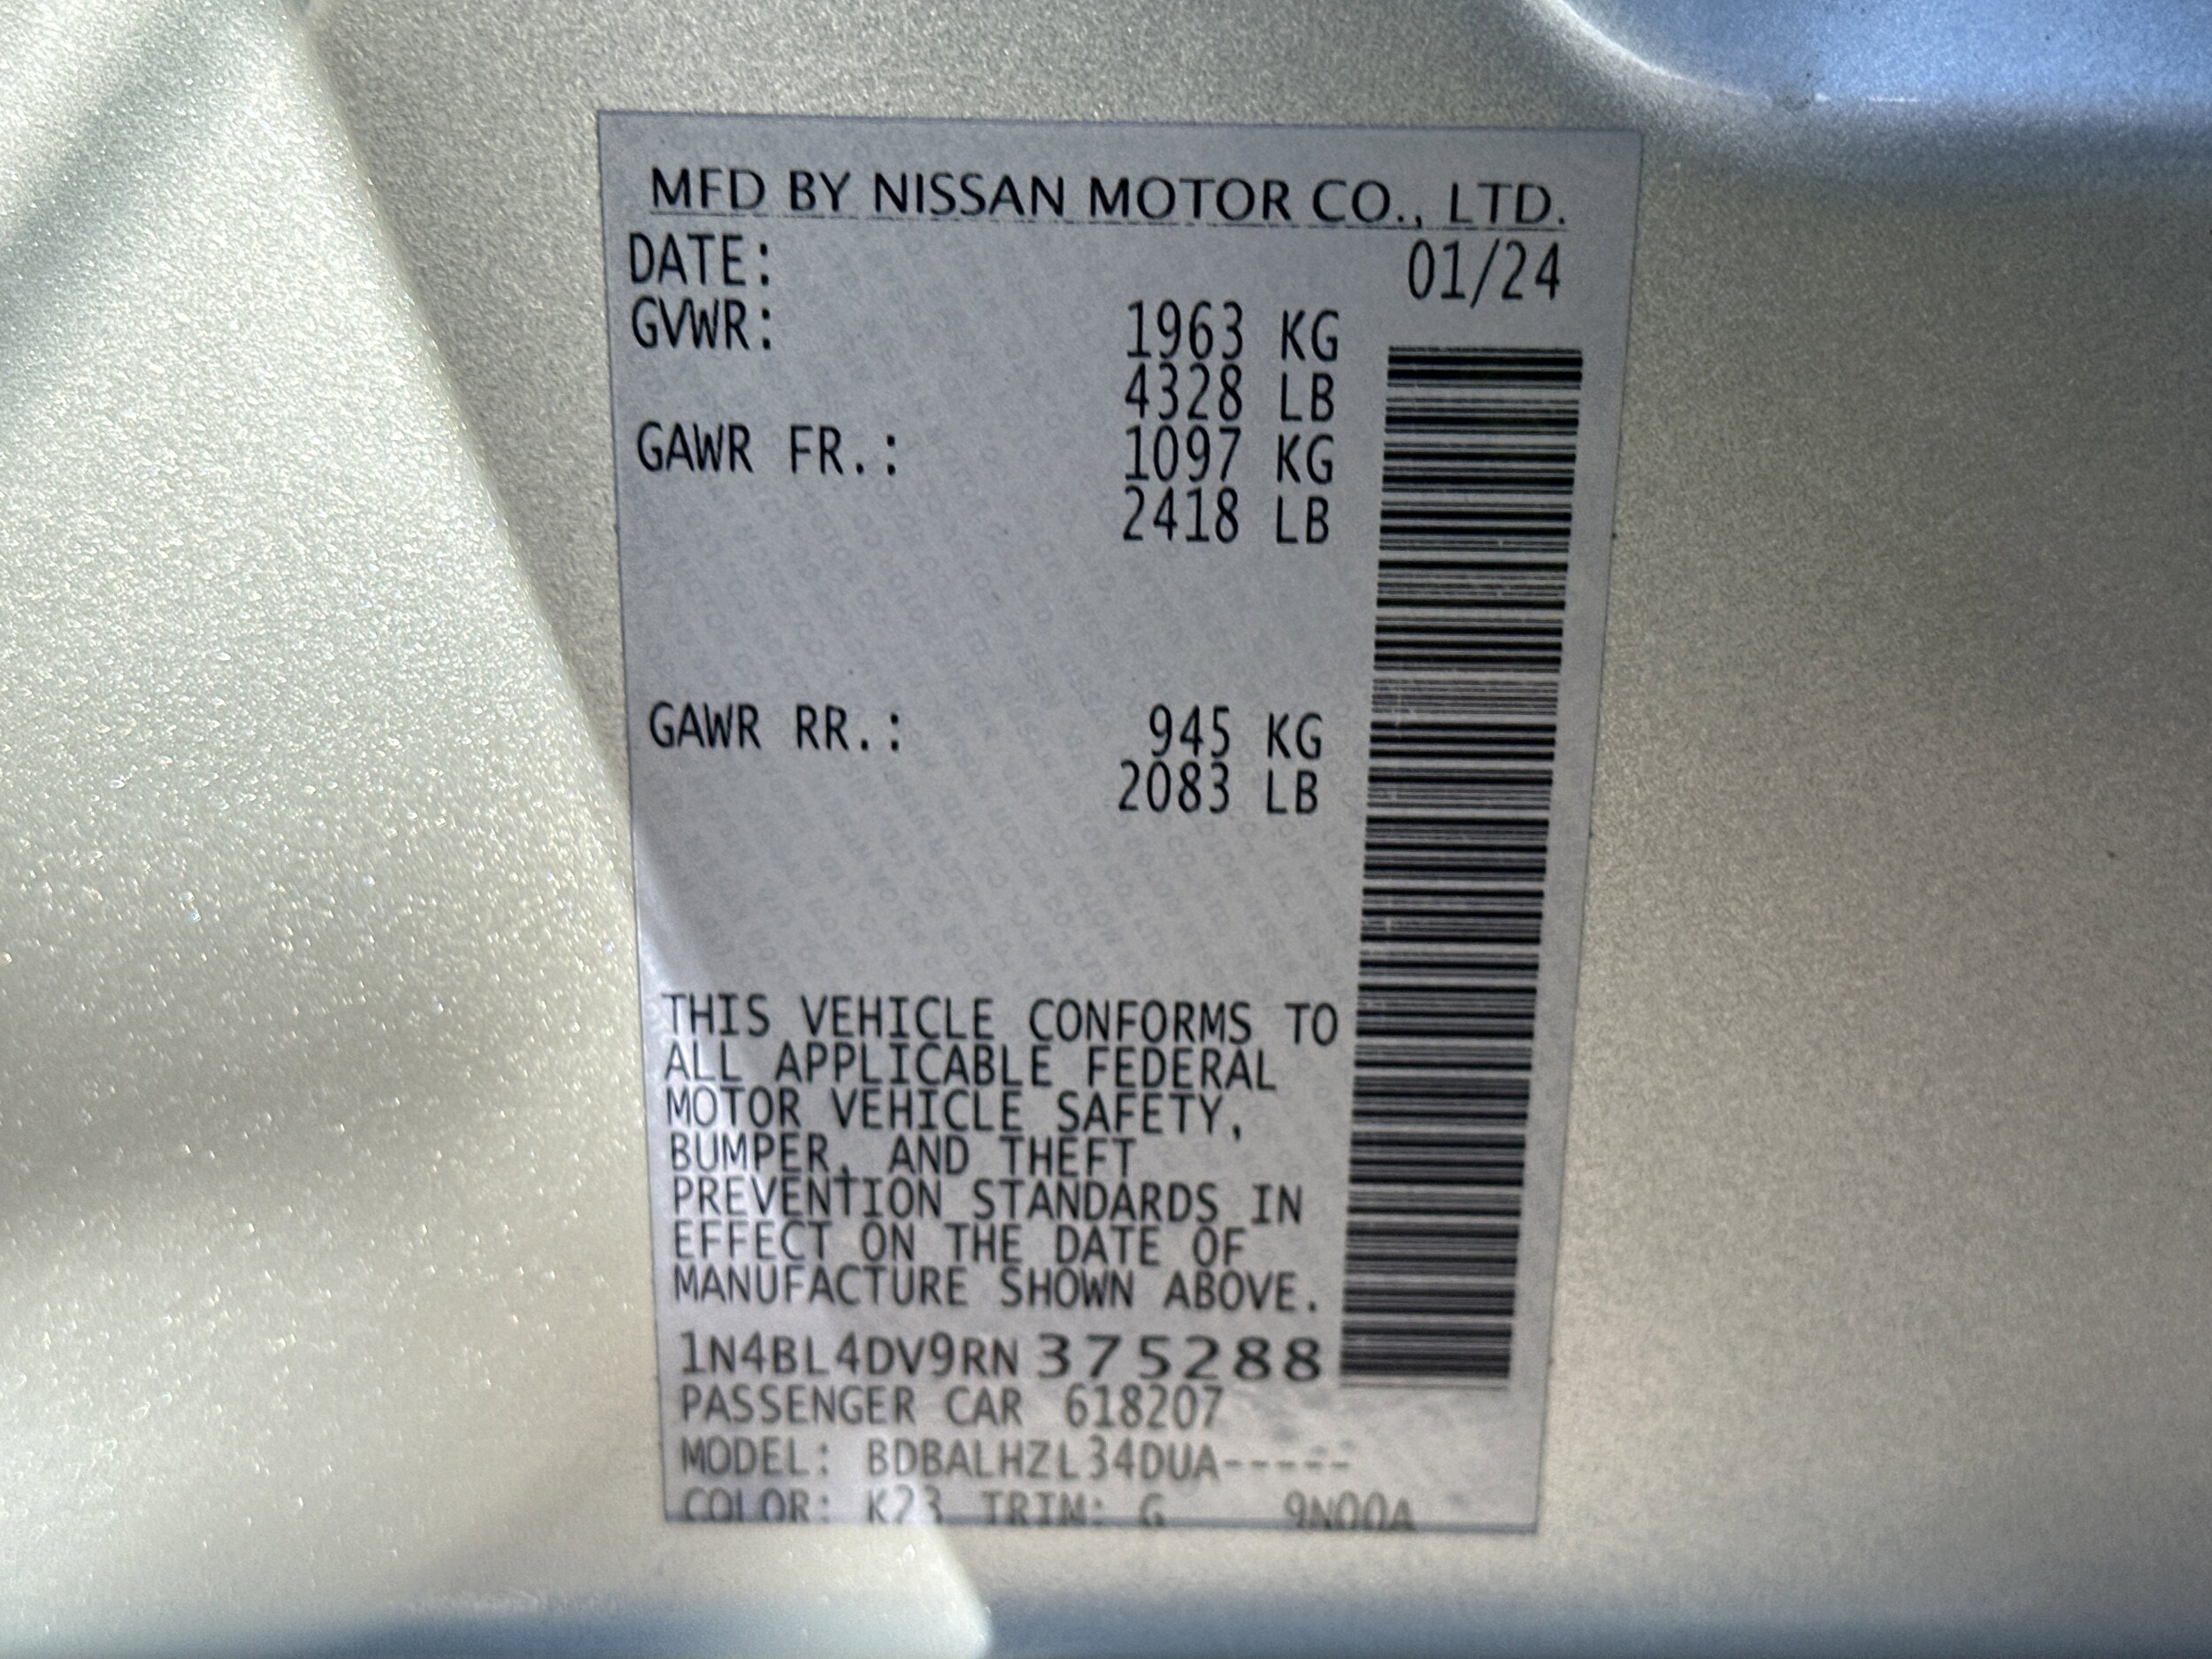 MFD BY NISSAN MOTOR CO., LTD.
DATE: 01/24
GVWR: 1963 KG
4328 LB
GAWR FR.: 1097 KG
2418 LB
GAWR RR.: 945 KG
2083 LB
THIS VEHICLE CONFORMS TO
ALL APPLICABLE FEDERAL
MOTOR VEHICLE SAFETY,
BUMPER, AND THEFT
PREVENTION STANDARDS IN
EFFECT ON THE DATE OF
MANUFACTURE SHOWN ABOVE.
1N4BL4DV9RN 375288
PASSENGER CAR 618207
MODEL: BDBALHZL34DUA-----
COLOR: K23 TRIM: G 9N00A